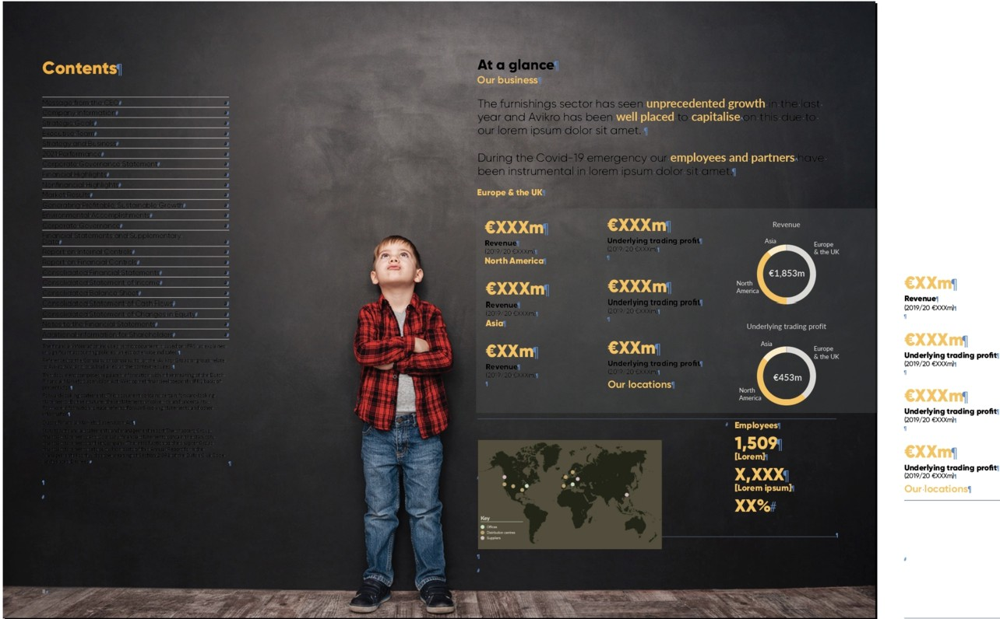 Contents
Message from the CEO
Company Information
Strategic Goals
Executive Team
Strategy and Business
2021 Performance
Corporate Governance Statement
Financial Highlights
Nonfinancial Highlights
Market Results
Generating Profitable Sustainable Growth
Environmental Accomplishments
Corporate Governance
Financial Statements and Supplementary
Data
Report on Internal Controls
Report on Financial Controls
Consolidated Financial Statement
Consolidated Statement of Income
Consolidated Balance Sheet
Consolidated Statement of Cash Flows
Consolidated Statement of Changes in Equity
Notes to the Financial Statements
Additional Information for Shareholders
At a glance
Our business
The furnishings sector has seen unprecedented growth in the last
year and Avikro has been well placed to capitalise on this due to
our lorem ipsum dolor sit amet.
During the Covid-19 emergency our employees and partners have
been instrumental in lorem ipsum dolor sit amet.
Europe & the UK
€XXXm
Revenue
(2019/20 €XXXm)
€XXXm
Underlying trading profit
(2019/20 €XXXm)
North America
€XXXm
Revenue
(2019/20 €XXXm)
€XXXm
Underlying trading profit
(2019/20 €XXXm)
Asia
€XXm
Revenue
(2019/20 €XXXm)
€XXm
Underlying trading profit
(2019/20 €XXXm)
Our locations
Revenue
Asia
Europe
& the UK
€1,853m
North
America
Underlying trading profit
Asia
Europe
& the UK
€453m
North
America
Key
Offices
Distribution centres
Suppliers
Employees
1,509
[Lorem]
X,XXX
[Lorem ipsum]
XX%
€XXm
Revenue
(2019/20 €XXXm)
€XXXm
Underlying trading profit
(2019/20 €XXXm)
€XXXm
Underlying trading profit
(2019/20 €XXXm)
€XXm
Underlying trading profit
(2019/20 €XXXm)
Our locations